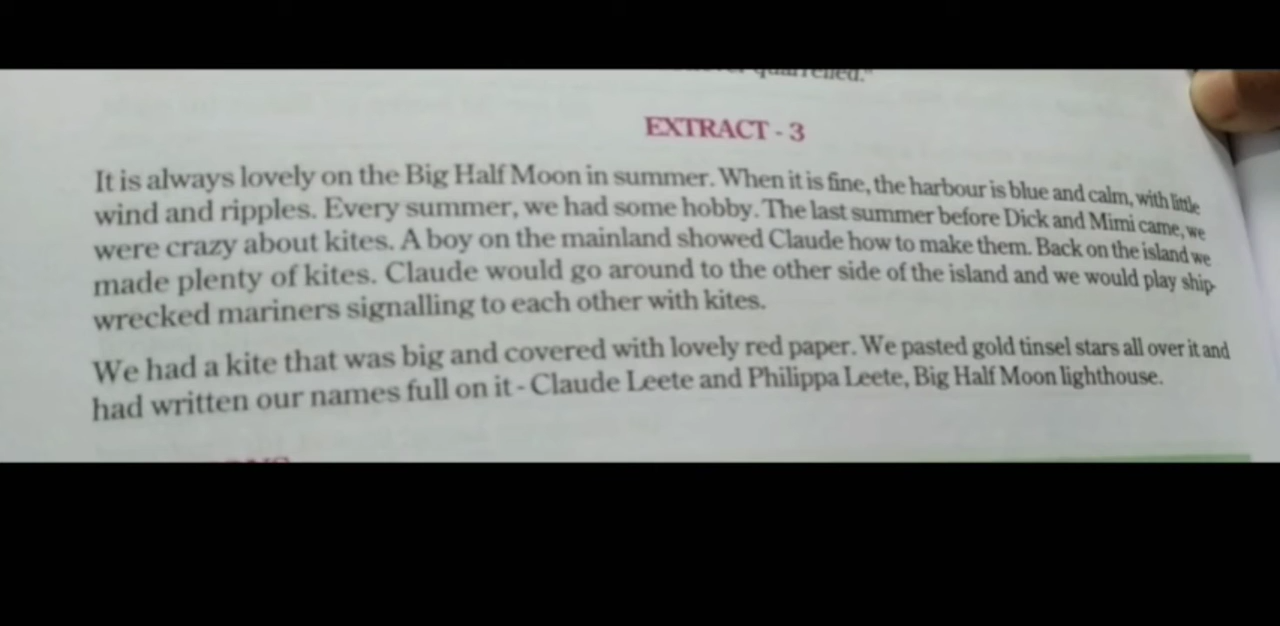 quarrelled."
EXTRACT - 3
It is always lovely on the Big Half Moon in summer. When it is fine, the harbour is blue and calm, with little
wind and ripples. Every summer, we had some hobby. The last summer before Dick and Mimi came, we
were crazy about kites. A boy on the mainland showed Claude how to make them. Back on the island we
made plenty of kites. Claude would go around to the other side of the island and we would play ship-
wrecked mariners signalling to each other with kites.
We had a kite that was big and covered with lovely red paper. We pasted gold tinsel stars all over it and
had written our names full on it - Claude Leete and Philippa Leete, Big Half Moon lighthouse.